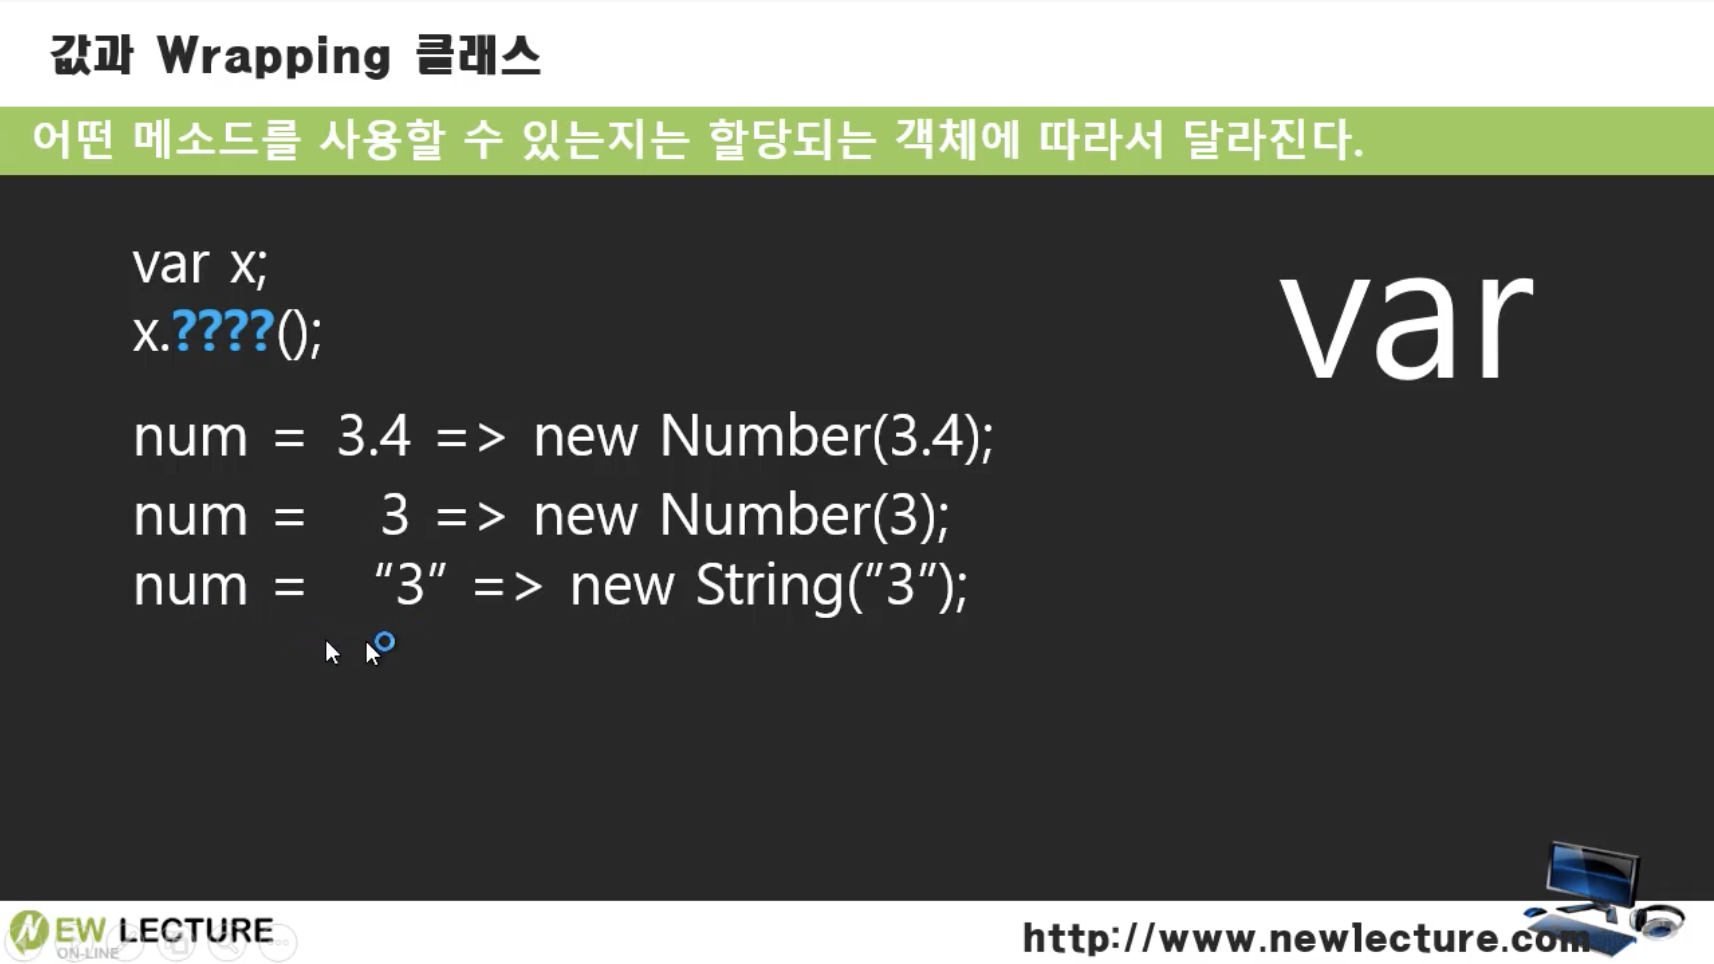 값과 Wrapping 클래스
어떤 메소드를 사용할 수 있는지는 할당되는 객체에 따라서 달라진다.
var x;
x.????();
var
num = 3.4 => new Number(3.4);
num = 3 => new Number(3);
num = “3” => new String(”3”);
NEW LECTURE
ON-LINE
http://www.newlecture.com